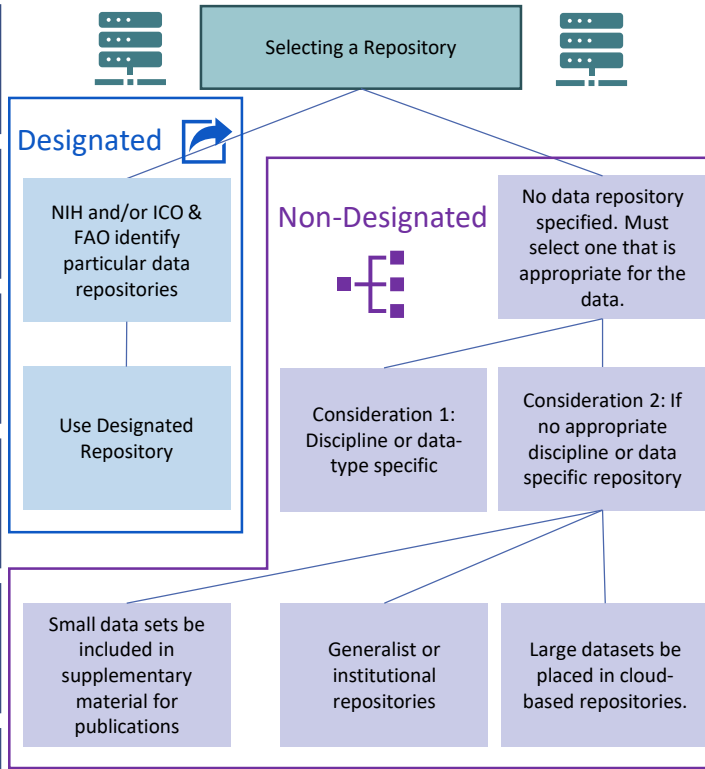 Selecting a Repository
Designated
NIH and/or ICO &
FAO identify
particular data
repositories
Use Designated
Repository
Non-Designated
No data repository
specified. Must
select one that is
appropriate for the
data.
Consideration 1:
Discipline or data-
type specific
Consideration 2: If
no appropriate
discipline or data
specific repository
Small data sets be
included in
supplementary
material for
publications
Generalist or
institutional
repositories
Large datasets be
placed in cloud-
based repositories.